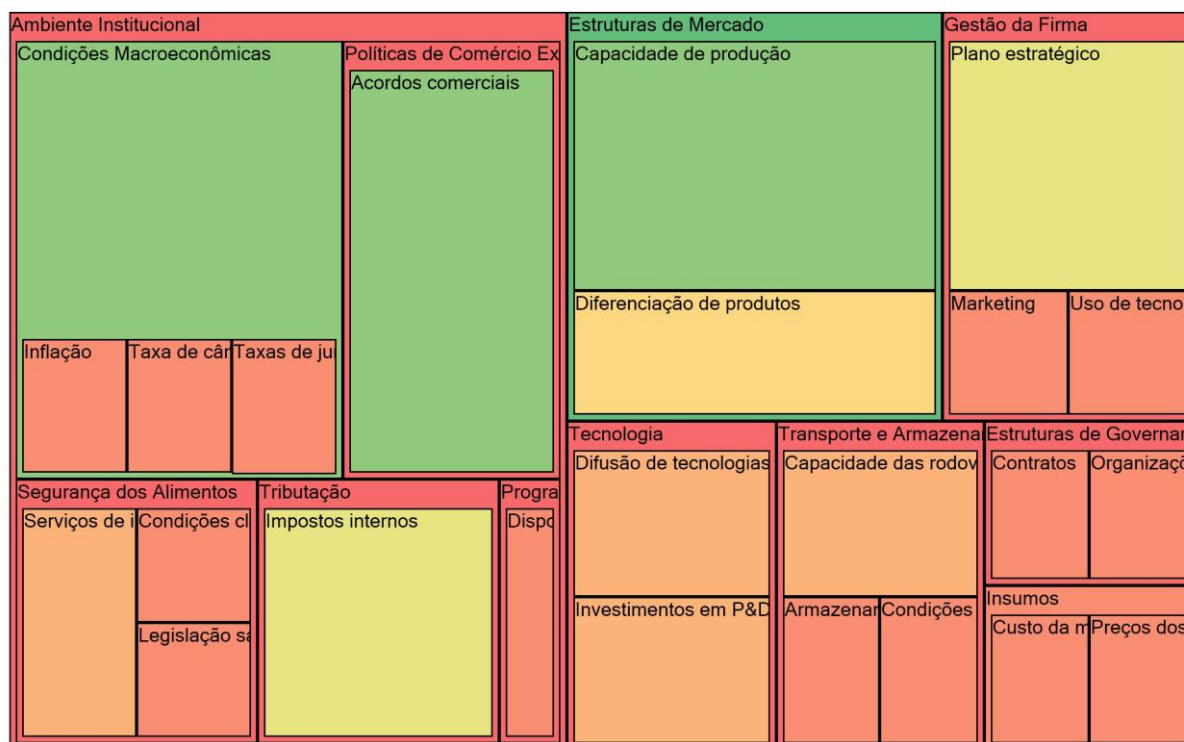 Ambiente Institucional
Condições Macroeconômicas
Inflação
Taxa de câr
Taxas de ju
Políticas de Comércio Ex
Acordos comerciais
Segurança dos Alimentos
Serviços de i
Condições cl
Legislação sa
Tributação
Impostos internos
Progra
Dispo
Estruturas de Mercado
Capacidade de produção
Diferenciação de produtos
Gestão da Firma
Plano estratégico
Marketing
Uso de tecno
Tecnologia
Difusão de tecnologias
Investimentos em P&D
Transporte e Armazena
Capacidade das rodov
Armazenar
Condições
Estruturas de Governar
Contratos
Organizaçõ
Insumos
Custo da m
Preços dos